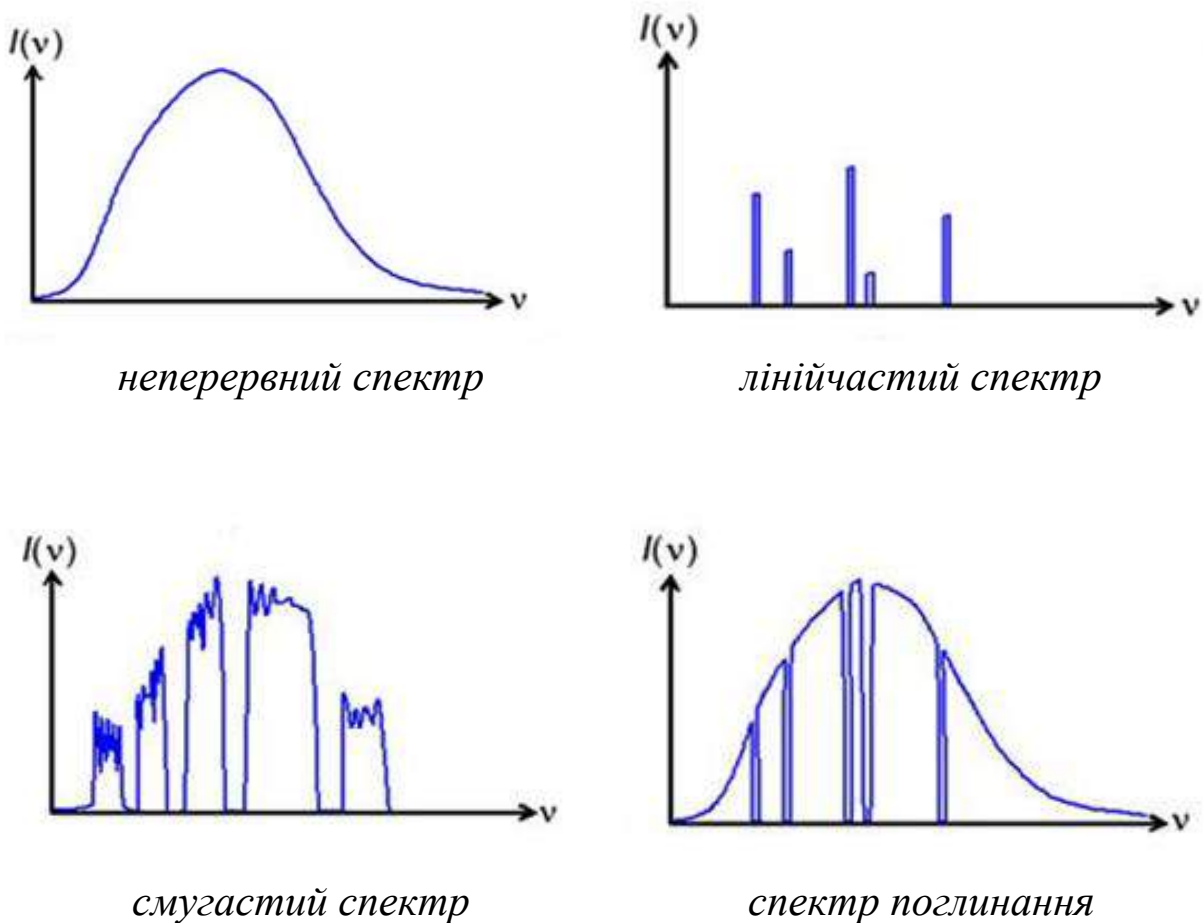 I(ν)
ν
неперервний спектр
I(ν)
ν
лінійчастий спектр
I(ν)
ν
смугастий спектр
I(ν)
ν
спектр поглинання